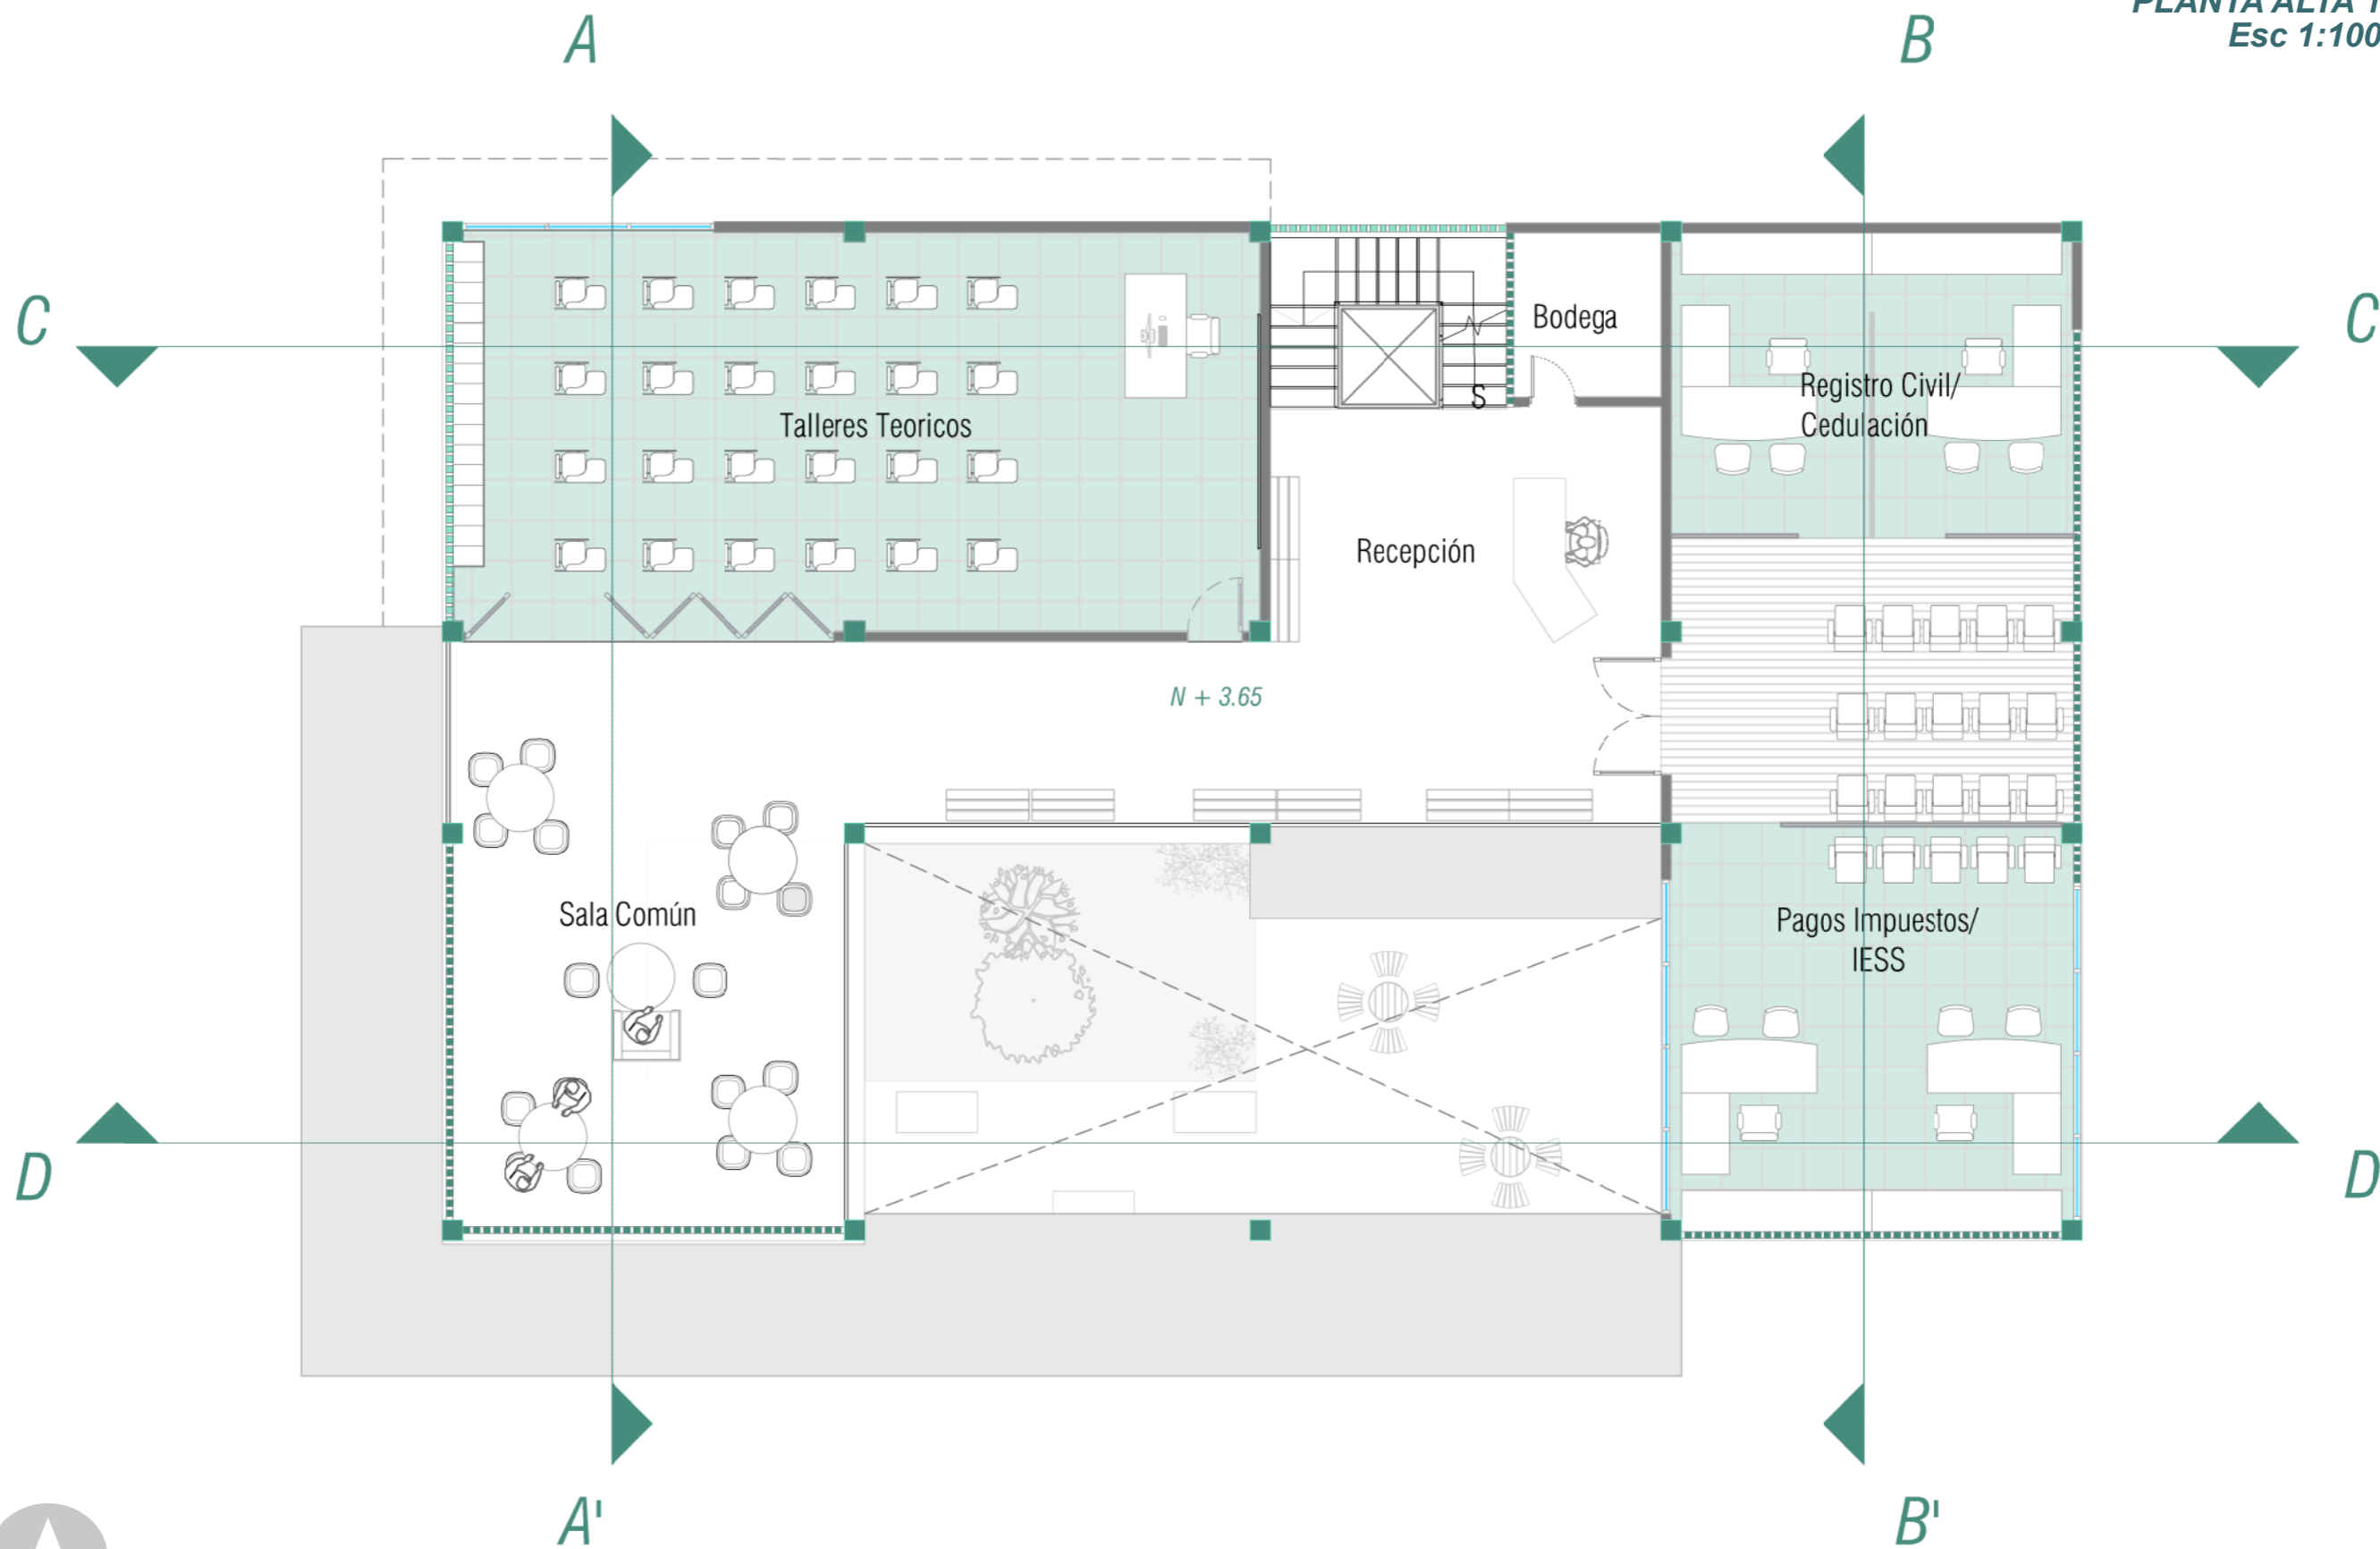 PLANTA ALTA 1
Esc 1:100
A
B
C
C
Bodega
Registro Civil/
Cedulación
S
Talleres Teoricos
Recepción
N + 3.65
Sala Común
Pagos Impuestos/
IESS
D
D
A'
B'